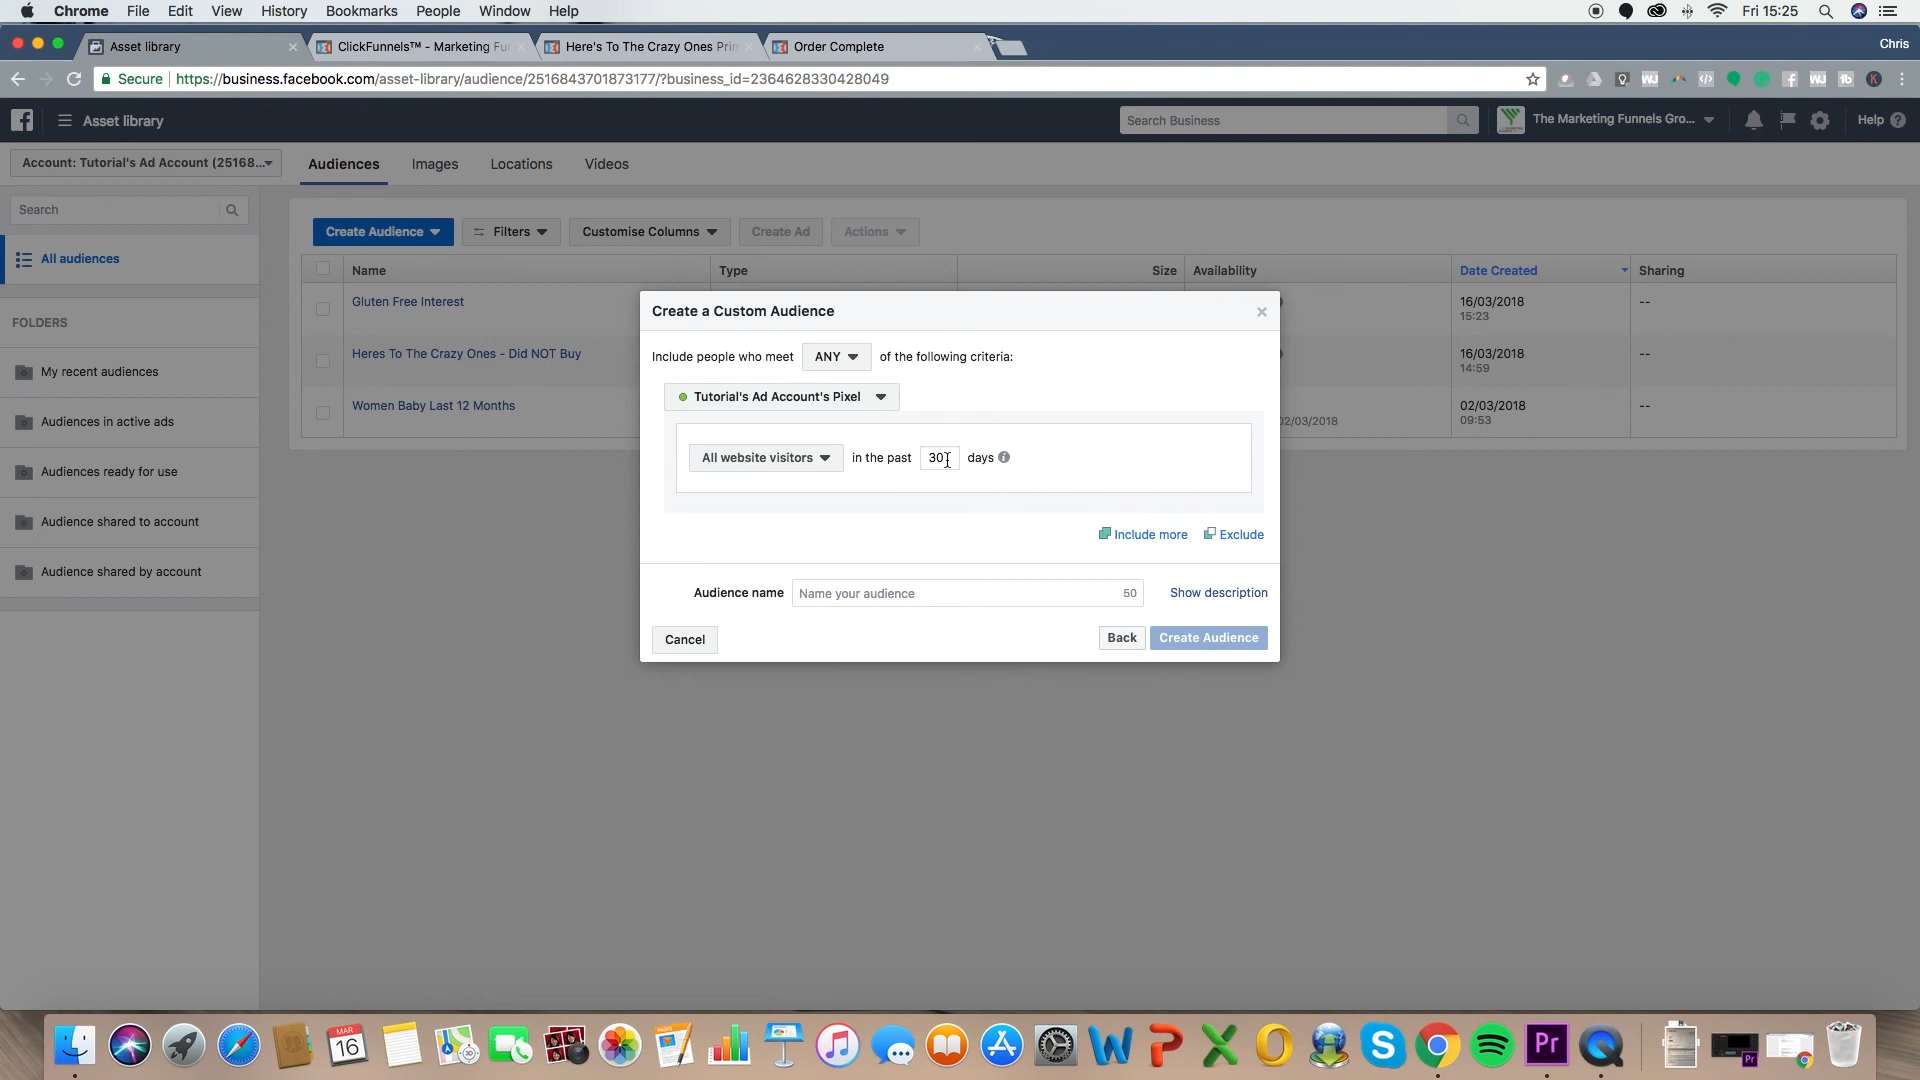 Chrome File Edit View History Bookmarks People Window Help Fri 15:25
Asset library ClickFunnels™ - Marketing Fun Here's To The Crazy Ones Prin Order Complete Chris
Secure https://business.facebook.com/asset-library/audience/2516843701873177/?business_id=2364628330428049
Asset library Search Business The Marketing Funnels Gro... Help
Account: Tutorial's Ad Account (25168... Audiences Images Locations Videos
Search
Create Audience Filters Customise Columns Create Ad Actions
All audiences
Name Type Size Availability Date Created Sharing
Gluten Free Interest 16/03/2018 --
15:23
FOLDERS
Heres To The Crazy Ones - Did NOT Buy 16/03/2018 --
14:59
My recent audiences
Women Baby Last 12 Months 02/03/2018 --
02/03/2018 09:53
Audiences in active ads
Audiences ready for use
Audience shared to account
Audience shared by account
Create a Custom Audience
Include people who meet ANY of the following criteria:
Tutorial's Ad Account's Pixel
All website visitors in the past 30 days
Include more Exclude
Audience name Name your audience 50 Show description
Cancel Back Create Audience
MAR
16